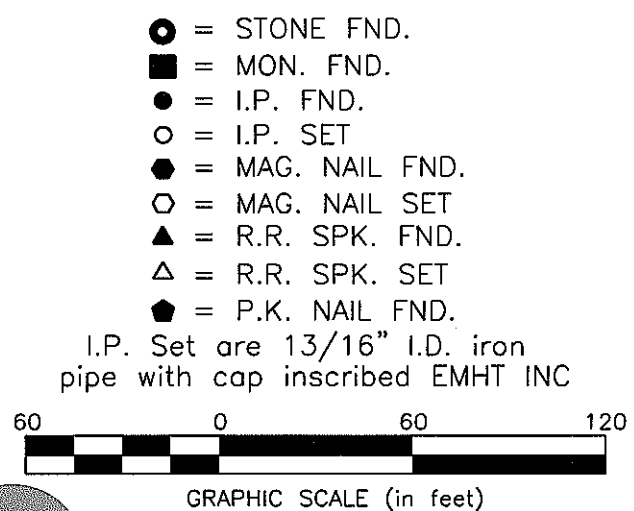 = STONE FND.
= MON. FND.
= I.P. FND.
= I.P. SET
= MAG. NAIL FND.
= MAG. NAIL SET
= R.R. SPK. FND.
= R.R. SPK. SET
= P.K. NAIL FND.
I.P. Set are 13/16" I.D. iron
pipe with cap inscribed EMHT INC
60 0 60 120
GRAPHIC SCALE (in feet)